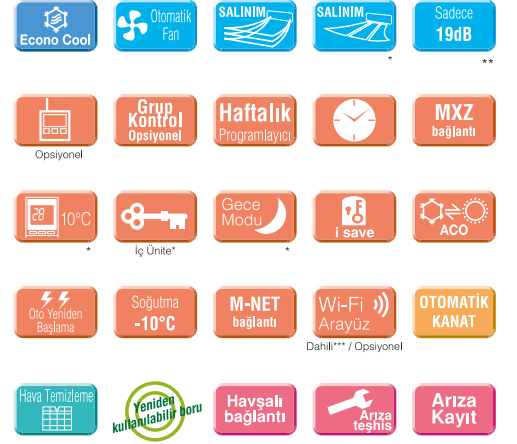 Econo Cool
Otomatik
Fan
SALINIM
SALINIM
*
Sadece
19dB
**
Opsiyonel
Grup
Kontrol
Opsiyonel
Haftalık
Programlayıcı
MXZ
bağlantı
28 10°C
*
İç Ünite*
Gece
Modu
*
i save
ACO
Oto Yeniden
Başlama
Soğutma
-10°C
M-NET
bağlantı
Wi-Fi
Arayüz
Dahili*** / Opsiyonel
OTOMATİK
KANAT
Hava Temizleme
Yeniden
kullanılabilir boru
Havşalı
bağlantı
Arıza
teşhis
Arıza
Kayıt